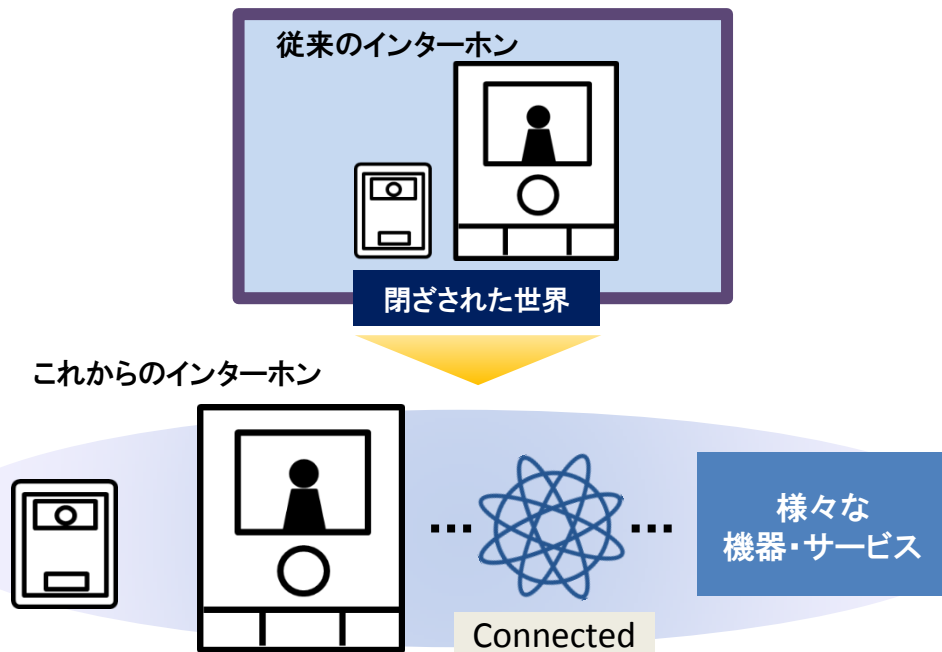 従来のインターホン
閉ざされた世界
これからのインターホン
様々な
機器・サービス
Connected